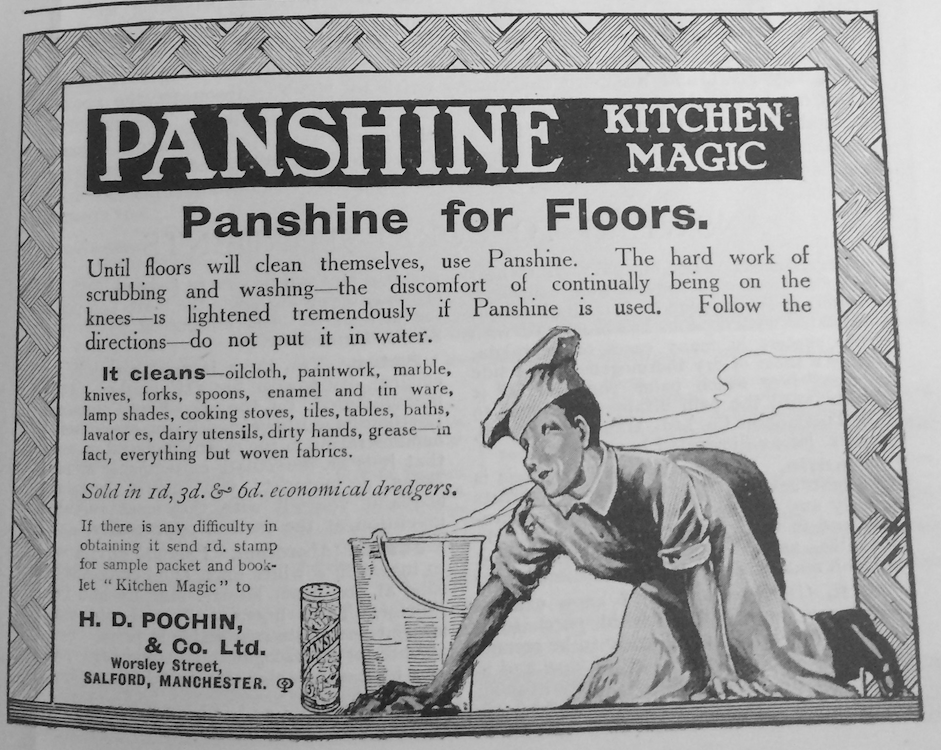 PANSHINE KITCHEN
MAGIC
Panshine for Floors.
Until floors will clean themselves, use Panshine. The hard work of
scrubbing and washing—the discomfort of continually being on the
knees—is lightened tremendously if Panshine is used. Follow the
directions—do not put it in water.
It cleans—oilcloth, paintwork, marble,
knives, forks, spoons, enamel and tin ware,
lamp shades, cooking stoves, tiles, tables, baths,
lavator es, dairy utensils, dirty hands, grease—in
fact, everything but woven fabrics.
Sold in 1d, 3d. & 6d. economical dredgers.
If there is any difficulty in
obtaining it send 1d. stamp
for sample packet and book-
let "Kitchen Magic" to
H. D. POCHIN,
& Co. Ltd.
Worsley Street,
SALFORD, MANCHESTER.
PANSHINE